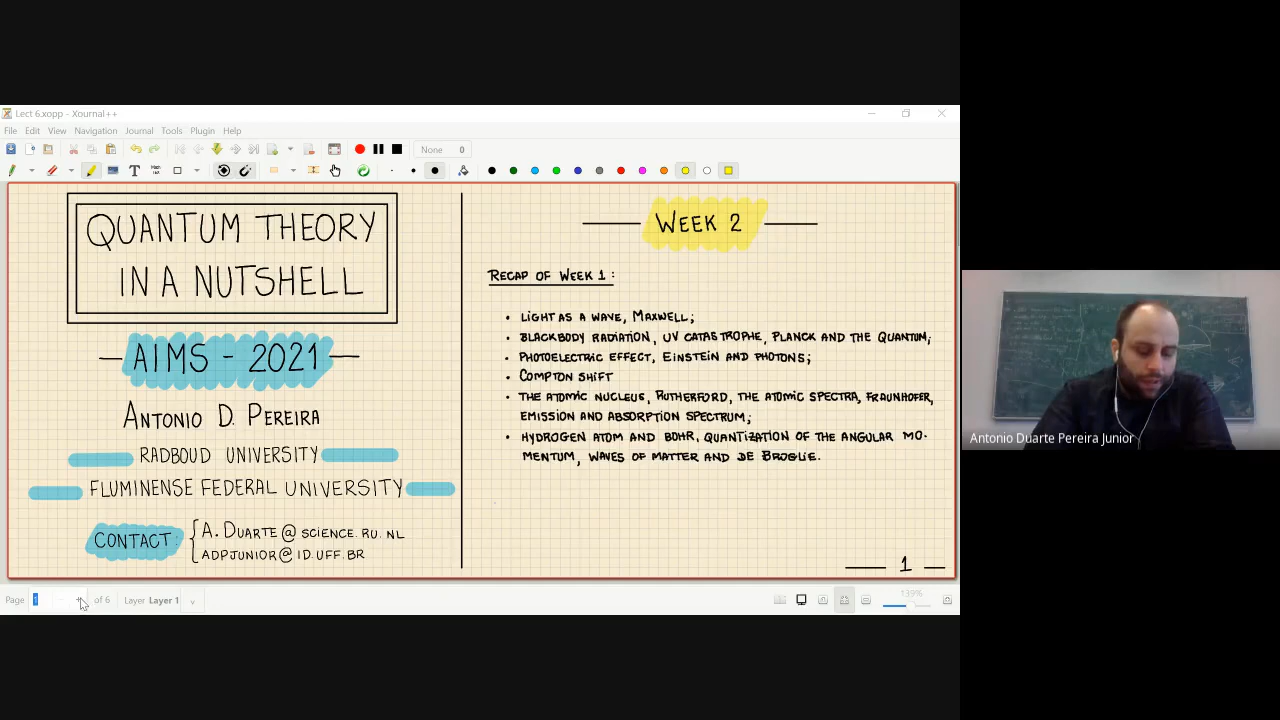 Lect 6.xopp - Xournal++
File Edit View Navigation Journal Tools Plugin Help
None 0
QUANTUM THEORY
IN A NUTSHELL
AIMS - 2021
ANTONIO D. PEREIRA
RADBOUD UNIVERSITY
FLUMINENSE FEDERAL UNIVERSITY
CONTACT: A.DUARTE@SCIENCE.RU.NL
ADPJUNIOR@ID.UFF.BR
WEEK 2
RECAP OF WEEK 1:
• LIGHT AS A WAVE, MAXWELL;
• BLACKBODY RADIATION, UV CATASTROPHE, PLANCK AND THE QUANTUM;
• PHOTOELECTRIC EFFECT, EINSTEIN AND PHOTONS;
• COMPTON SHIFT
• THE ATOMIC NUCLEUS, RUTHERFORD, THE ATOMIC SPECTRA, FRAUNHOFER,
EMISSION AND ABSORPTION SPECTRUM;
• HYDROGEN ATOM AND BOHR, QUANTIZATION OF THE ANGULAR MO-
MENTUM, WAVES OF MATTER AND DE BROGLIE.
1
Page 1 of 6 Layer Layer 1 139%
Antonio Duarte Pereira Junior